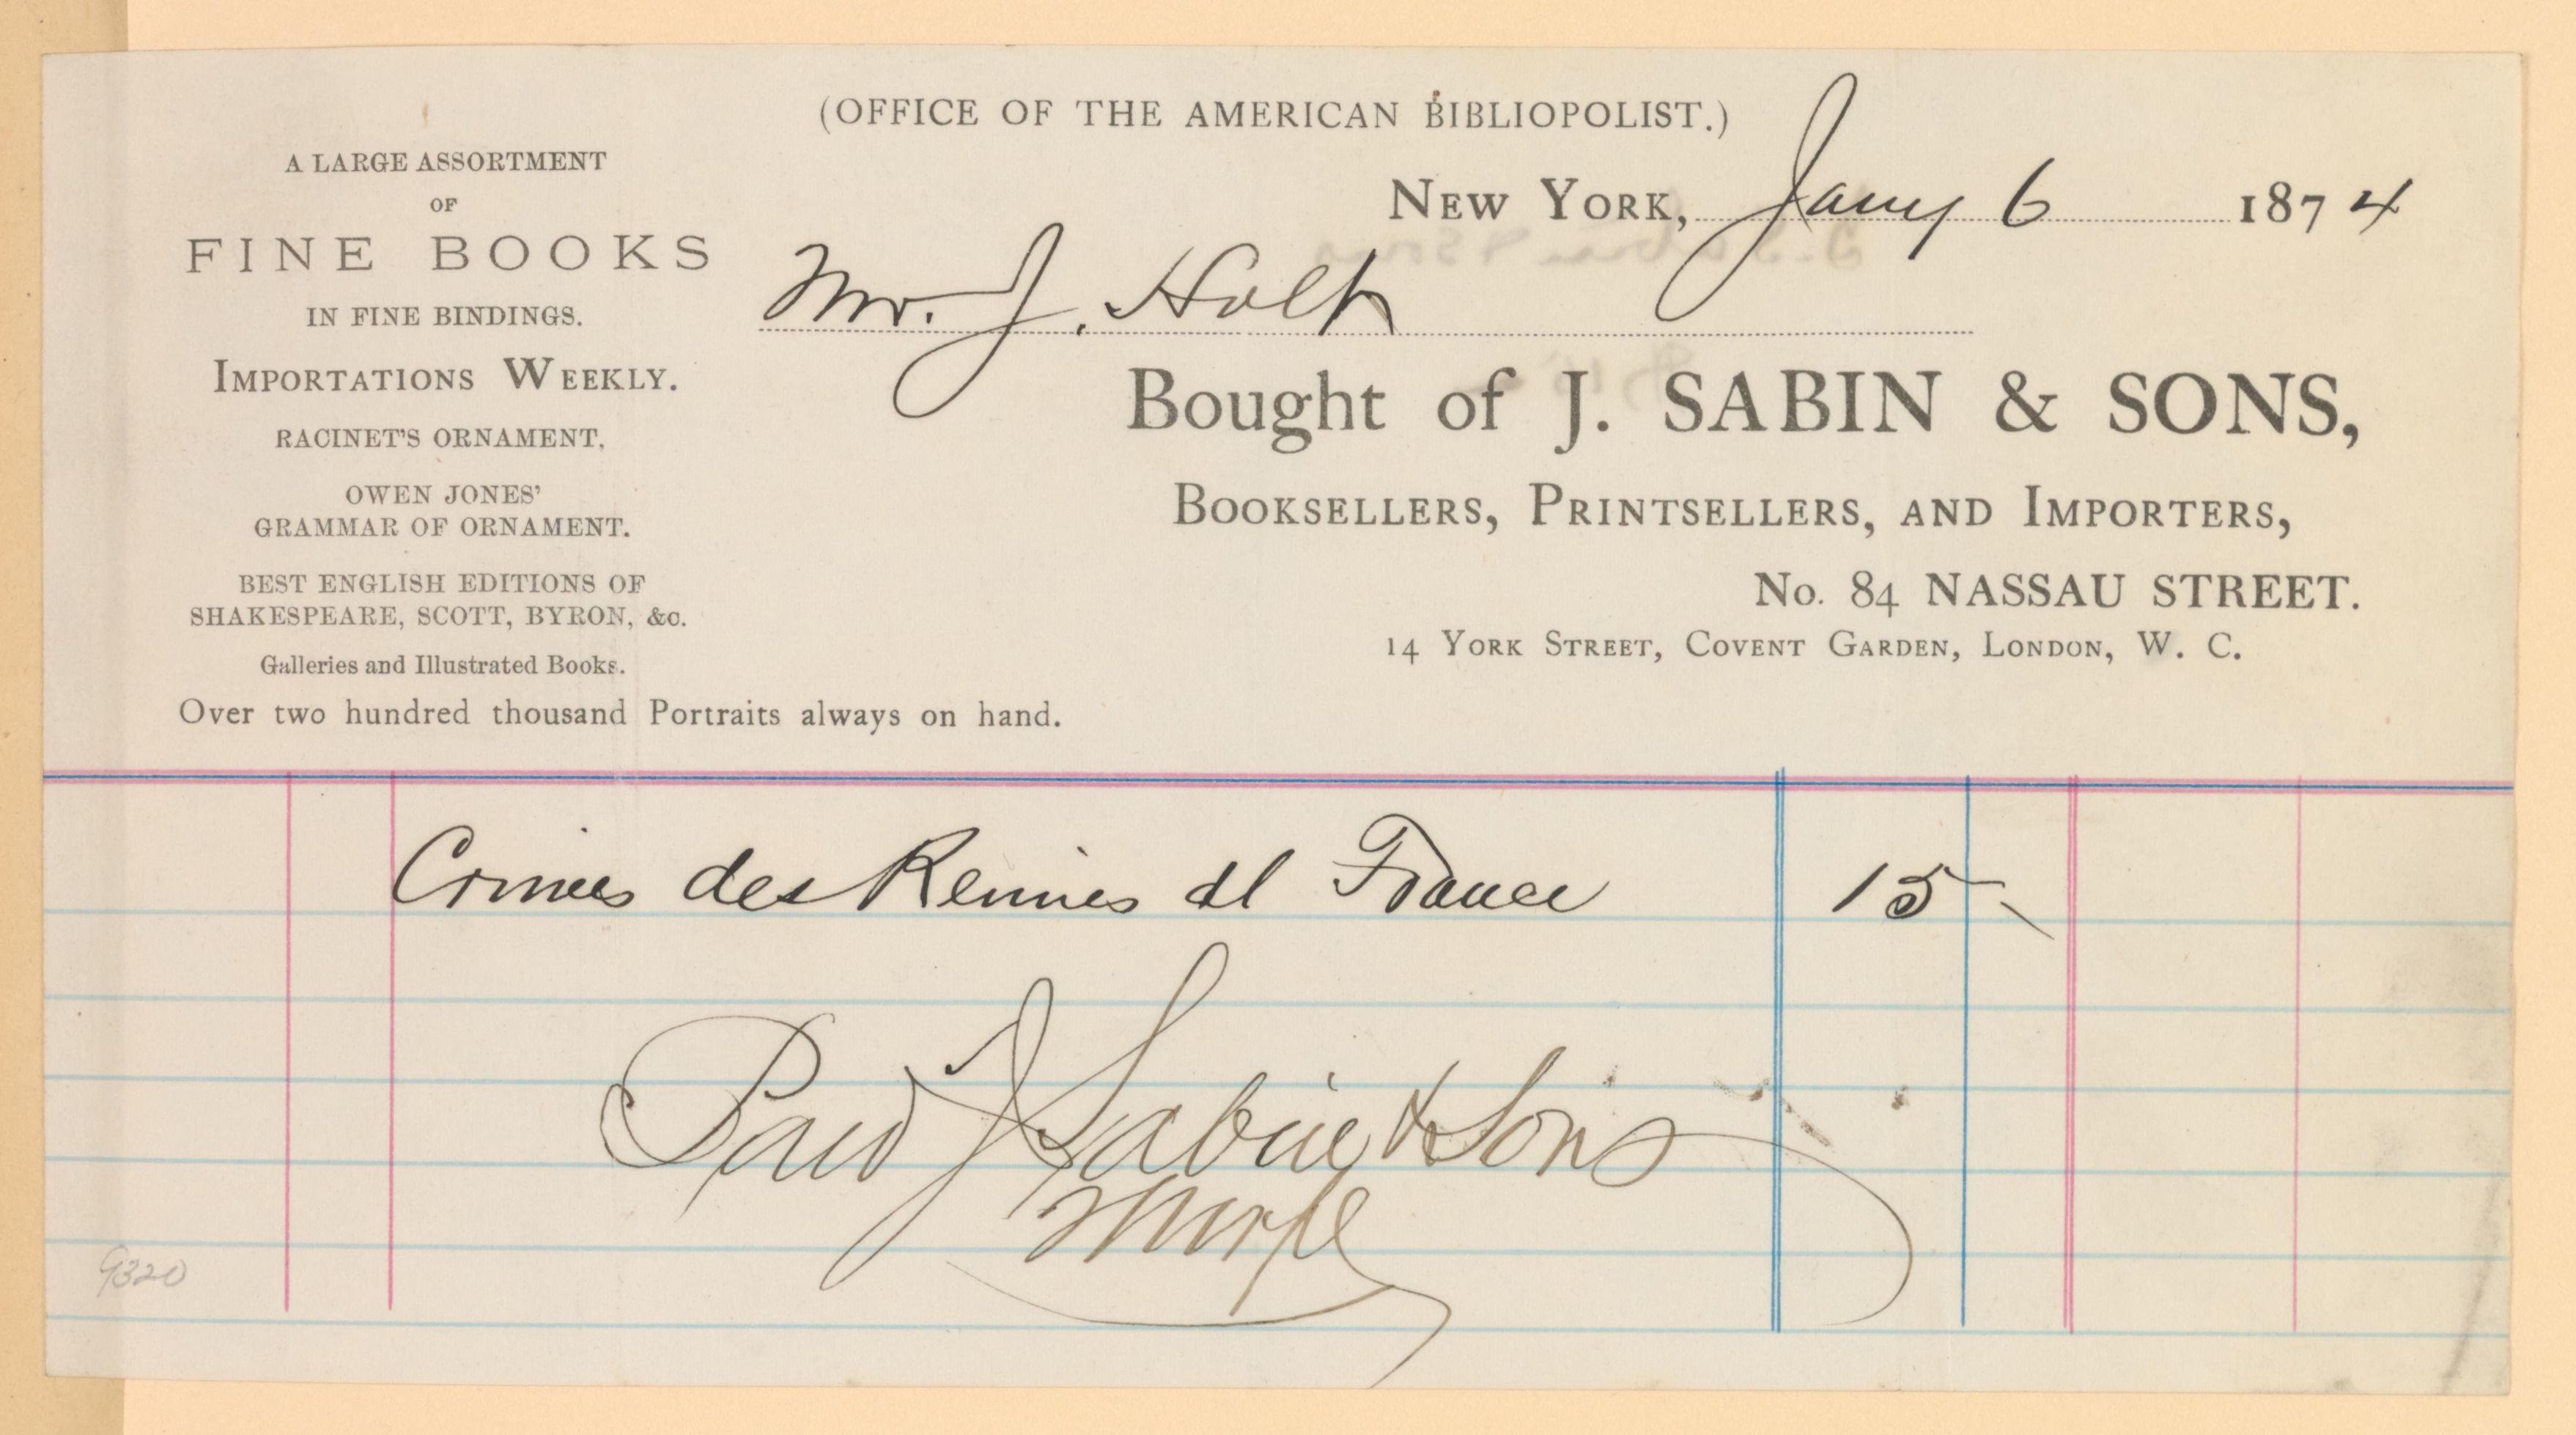 (OFFICE OF THE AMERICAN BIBLIOPOLIST.)
A LARGE ASSORTMENT
OF
FINE BOOKS
IN FINE BINDINGS.
IMPORTATIONS WEEKLY.
RACINET'S ORNAMENT.
OWEN JONES'
GRAMMAR OF ORNAMENT.
BEST ENGLISH EDITIONS OF
SHAKESPEARE, SCOTT, BYRON, &c.
Galleries and Illustrated Books.
Over two hundred thousand Portraits always on hand.
NEW YORK, Jany 6 1874
Mr. J. Holt
Bought of J. SABIN & SONS,
BOOKSELLERS, PRINTSELLERS, AND IMPORTERS,
No. 84 NASSAU STREET.
14 YORK STREET, COVENT GARDEN, LONDON, W. C.
Crimes des Reines de France 15-
Paid J Sabin & Sons
9320